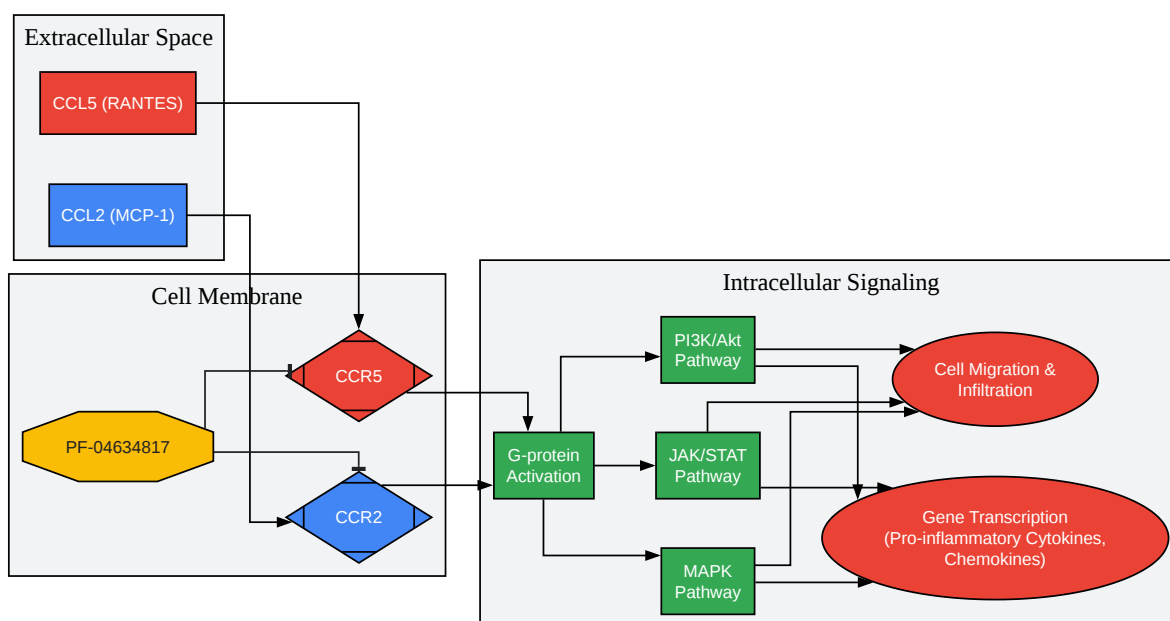 Extracellular Space
CCL5 (RANTES)
CCL2 (MCP-1)
Cell Membrane
CCR5
PF-04634817
CCR2
Intracellular Signaling
PI3K/Akt
Pathway
Cell Migration &
Infiltration
G-protein
Activation
JAK/STAT
Pathway
Gene Transcription
(Pro-inflammatory Cytokines,
Chemokines)
MAPK
Pathway